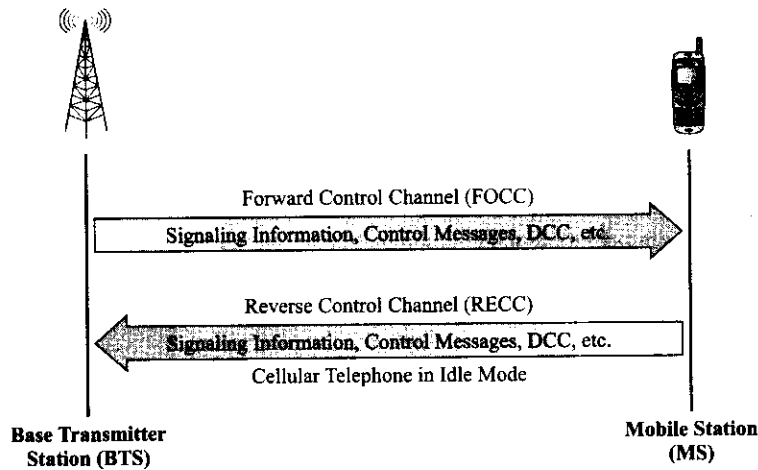 Forward Control Channel (FOCC)
Signaling Information, Control Messages, DCC, etc.
Reverse Control Channel (RECC)
Signaling Information, Control Messages, DCC, etc.
Cellular Telephone in Idle Mode
Base Transmitter
Station (BTS)
Mobile Station
(MS)